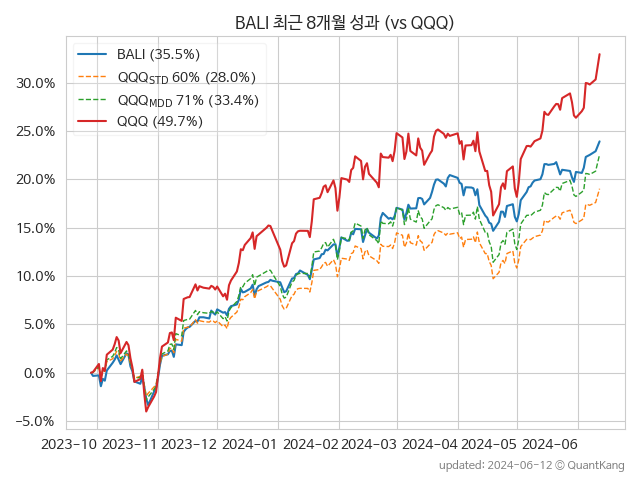 BALI 최근 8개월 성과 (vs QQQ)
BALI (35.5%)
QQQSTD 60% (28.0%)
QQQMDD 71% (33.4%)
QQQ (49.7%)
30.0%
25.0%
20.0%
15.0%
10.0%
5.0%
0.0%
−5.0%
2023-10 2023-11 2023-12 2024-01 2024-02 2024-03 2024-04 2024-05 2024-06
updated: 2024-06-12 © QuantKang